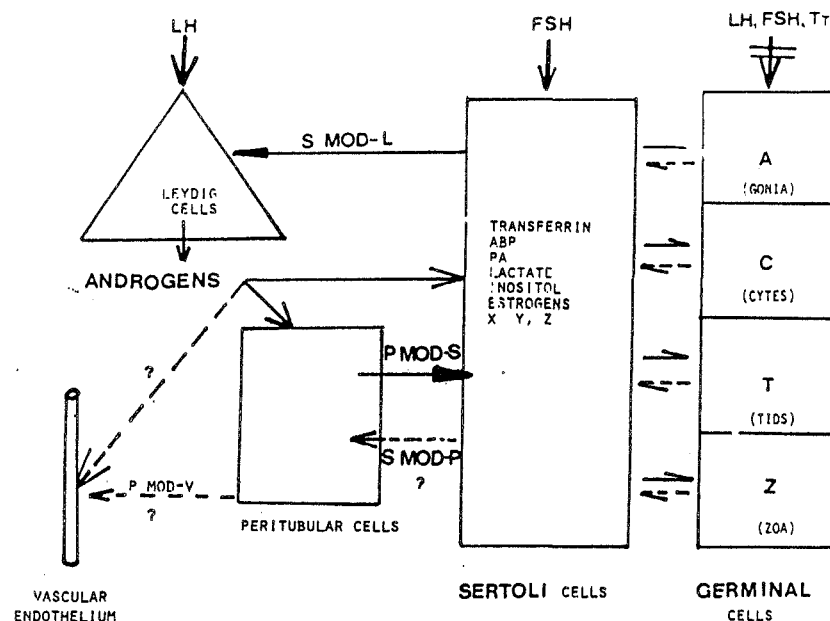 LH
FSH
LH, FSH, TT
S MOD-L
LEYDIG
CELLS
ANDROGENS
TRANSFERRIN
ABP
PA
LACTATE
INOSITOL
ESTROGENS
X Y, Z
A
(GONIA)
C
(CYTES)
T
(TIDS)
Z
(ZOA)
?
P MOD-S
S MOD-P
?
P MOD-V
?
PERITUBULAR CELLS
VASCULAR
ENDOTHELIUM
SERTOLI CELLS
GERMINAL
CELLS